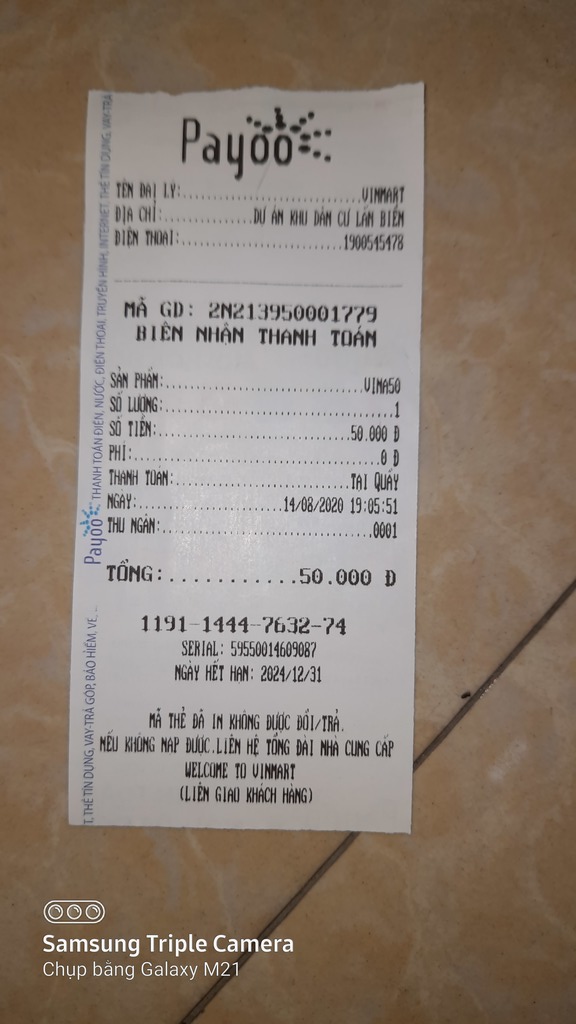 Payoo
TÊN ĐẠI LÝ:..............................VINMART
ĐỊA CHỈ:...............DỰ ÁN KHU DÂN CƯ LÂN BIÊN
ĐIỆN THOẠI:...........................1900545478
MÃ GD: 2N213950001779
BIÊN NHẬN THANH TOÁN
SẢN PHẨM:.................................VINA50
SỐ LƯỢNG:......................................1
SỐ TIỀN:................................50.000 Đ
PHÍ:.........................................0 Đ
THANH TOÁN:.............................TẠI QUẦY
NGÀY:........................14/08/2020 19:05:51
THU NGÂN:...................................0001
TỔNG:...........50.000 Đ
1191-1444-7632-74
SERIAL: 59550014609087
NGÀY HẾT HẠN: 2024/12/31
MÃ THẺ ĐÃ IN KHÔNG ĐƯỢC ĐỔI/TRẢ.
NẾU KHÔNG NẠP ĐƯỢC.LIÊN HỆ TỔNG ĐÀI NHÀ CUNG CẤP
WELCOME TO VINMART
(LIÊN GIAO KHÁCH HÀNG)
T, THẺ TÍN DỤNG, VAY-TRẢ GÓP, BẢO HIỂM, VÉ...
Payoo THANH TOÁN ĐIỆN, NƯỚC, ĐIỆN THOẠI, TRUYỀN HÌNH, INTERNET, THẺ TÍN DỤNG, VAY-TRẢ
Samsung Triple Camera
Chụp bằng Galaxy M21